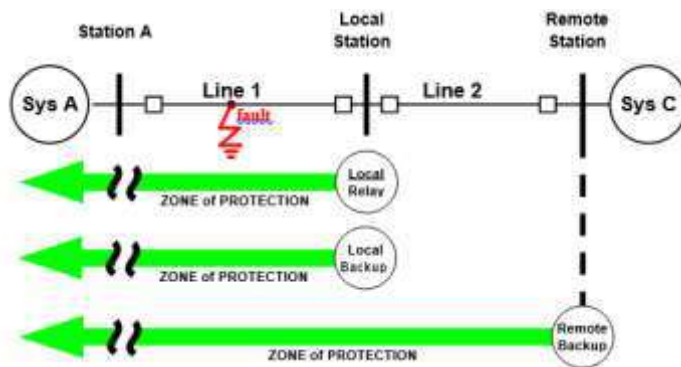 Station A
Local
Station
Remote
Station
Sys A
Line 1
Line 2
Sys C
fault
Local
Relay
ZONE of PROTECTION
Local
Backup
ZONE of PROTECTION
Remote
Backup
ZONE of PROTECTION